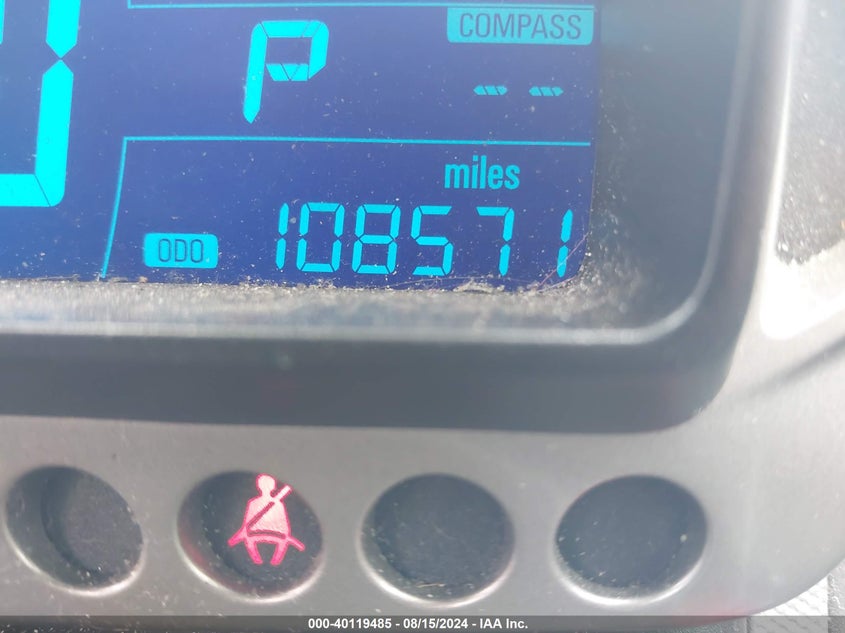 P
COMPASS
--
miles
ODO 108571
000-40119485 - 08/15/2024 - IAA Inc.